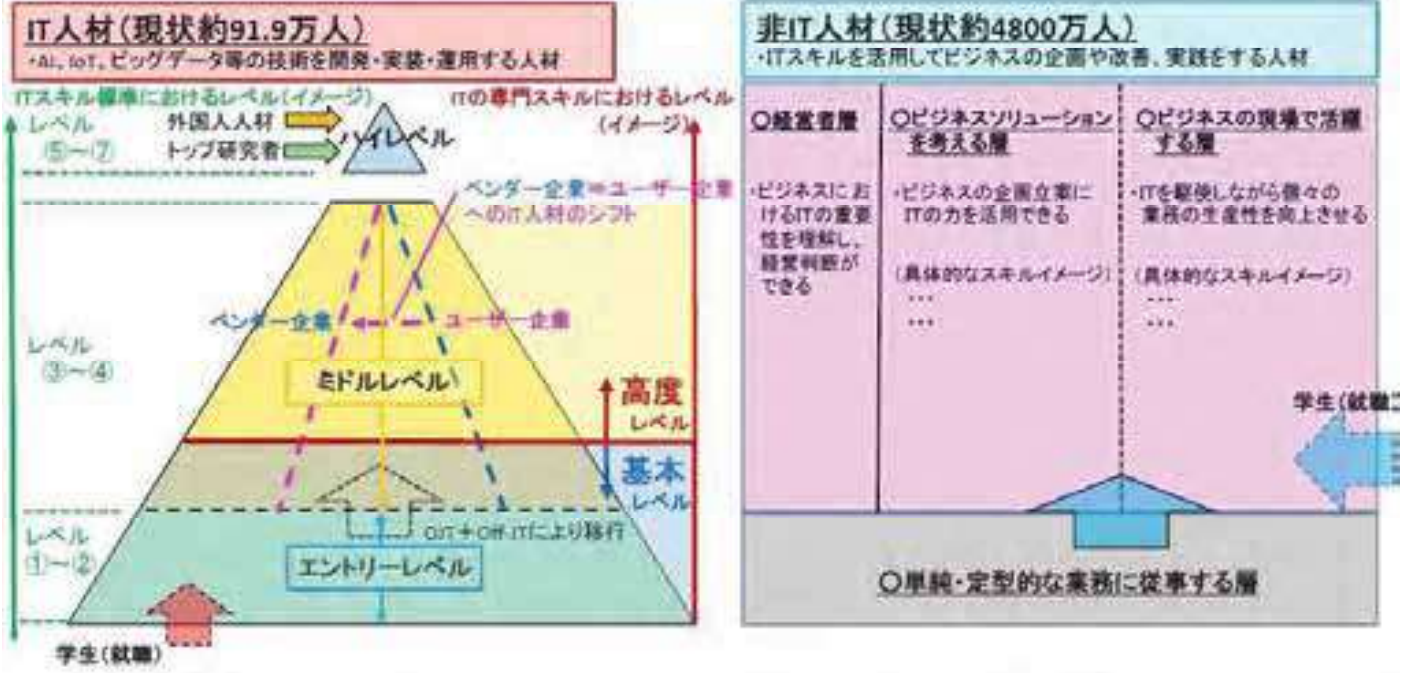 IT人材(現状約91.9万人)
・AI、IoT、ビッグデータ等の技術を開発・実装・運用する人材
ITスキル標準におけるレベル(イメージ)
ITの専門スキルにおけるレベル
(イメージ)
レベル
⑤～⑦
外国人人材
トップ研究者
ハイレベル
ベンダー企業⇒ユーザー企業
へのIT人材のシフト
ベンダー企業
ユーザー企業
レベル
③～④
ミドルレベル
高度
レベル
基本
レベル
OJT+Off-JTにより移行
レベル
①～②
エントリーレベル
学生(就職)
非IT人材(現状約4800万人)
・ITスキルを活用してビジネスの企画や改善、実践をする人材
○経営者層
・ビジネスにお
けるITの重要
性を理解し、
経営判断が
できる
○ビジネスソリューション
を考える層
・ビジネスの企画立案に
ITの力を活用できる
(具体的なスキルイメージ)
・・・
・・・
○ビジネスの現場で活躍
する層
・ITを駆使しながら個々の
業務の生産性を向上させる
(具体的なスキルイメージ)
・・・
・・・
学生(就職)
○単純・定型的な業務に従事する層